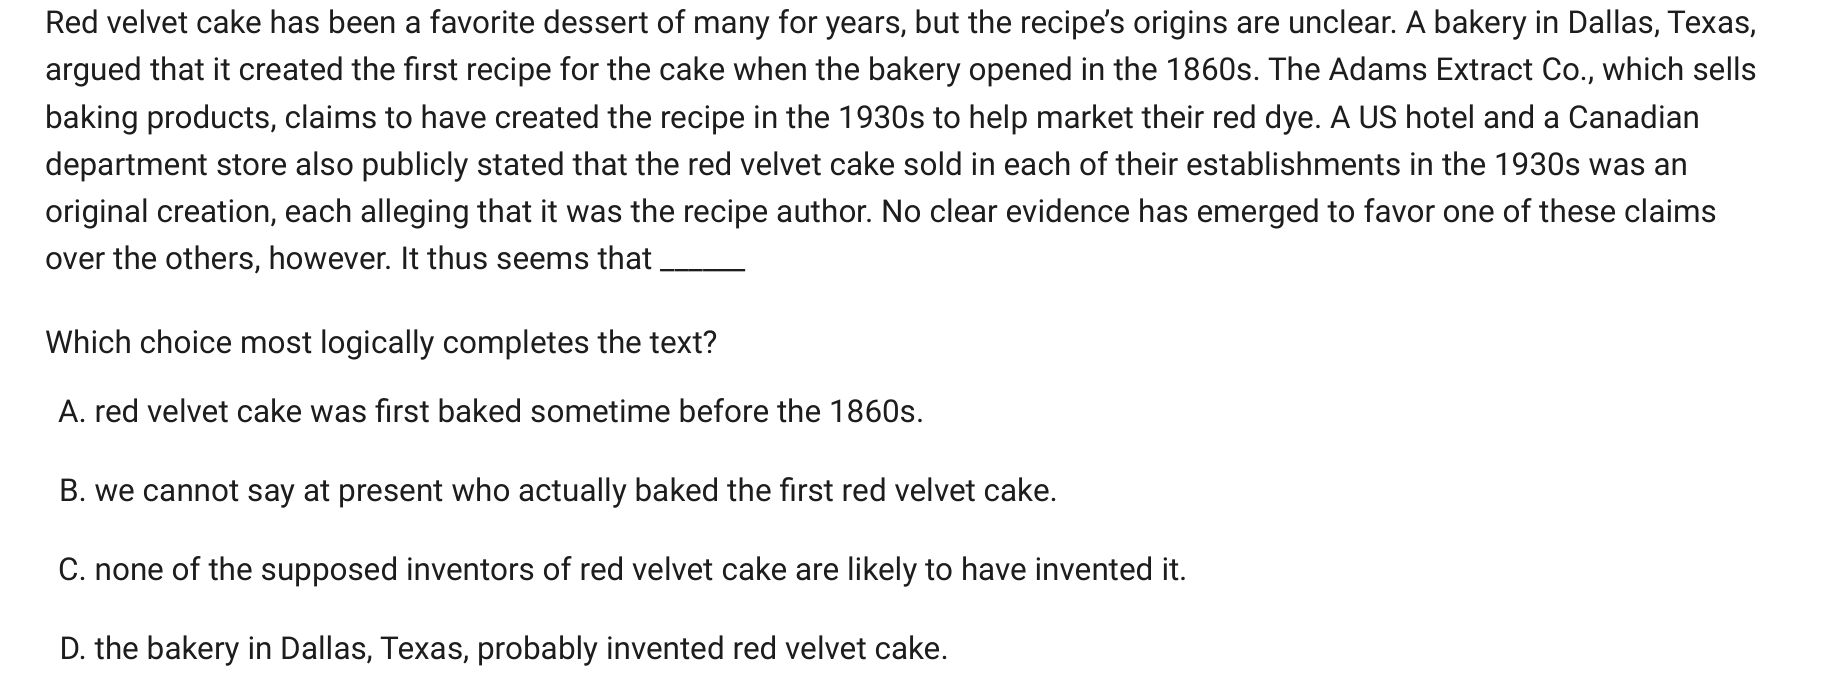 Red velvet cake has been a favorite dessert of many for years, but the recipe's origins are unclear. A bakery in Dallas, Texas,
argued that it created the first recipe for the cake when the bakery opened in the 1860s. The Adams Extract Co., which sells
baking products, claims to have created the recipe in the 1930s to help market their red dye. A US hotel and a Canadian
department store also publicly stated that the red velvet cake sold in each of their establishments in the 1930s was an
original creation, each alleging that it was the recipe author. No clear evidence has emerged to favor one of these claims
over the others, however. It thus seems that ______
Which choice most logically completes the text?
A. red velvet cake was first baked sometime before the 1860s.
B. we cannot say at present who actually baked the first red velvet cake.
C. none of the supposed inventors of red velvet cake are likely to have invented it.
D. the bakery in Dallas, Texas, probably invented red velvet cake.